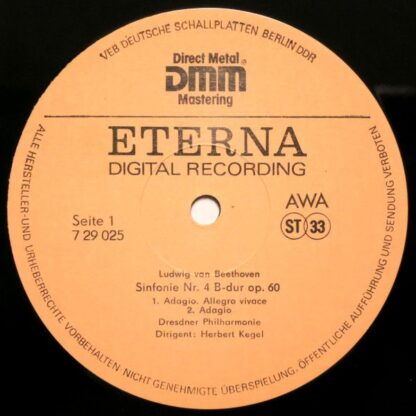 VEB DEUTSCHE SCHALLPLATTEN BERLIN DDR
Direct Metal
DMM®
Mastering
ETERNA
DIGITAL RECORDING
Seite 1
7 29 025
AWA
ST 33
Ludwig van Beethoven
Sinfonie Nr. 4 B-dur op. 60
1. Adagio. Allegro vivace
2. Adagio
Dresdner Philharmonie
Dirigent: Herbert Kegel
ALLE HERSTELLER- UND URHEBERRECHTE VORBEHALTEN · NICHT GENEHMIGTE ÜBERSPIELUNG, ÖFFENTLICHE AUFFÜHRUNG UND SENDUNG VERBOTEN